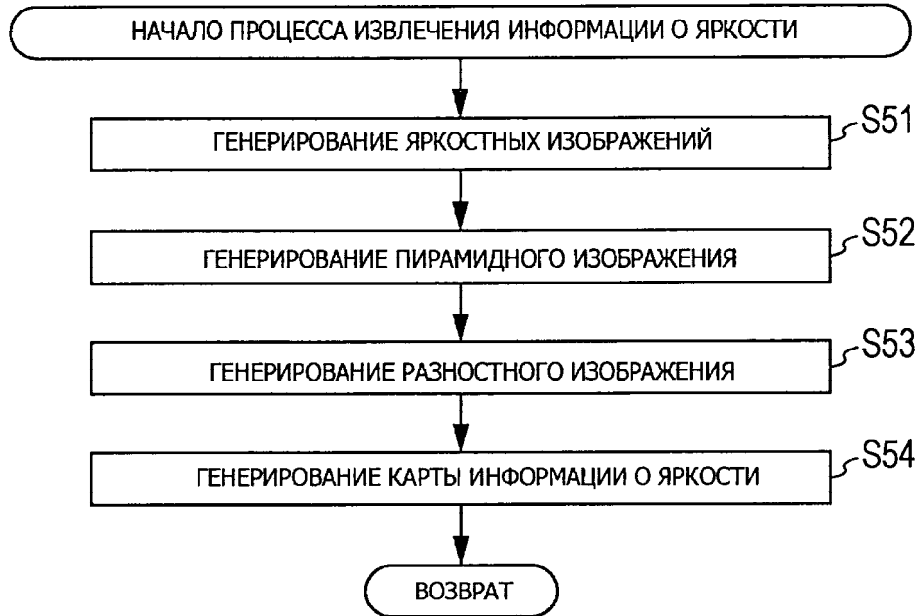 НАЧАЛО ПРОЦЕССА ИЗВЛЕЧЕНИЯ ИНФОРМАЦИИ О ЯРКОСТИ
S51
ГЕНЕРИРОВАНИЕ ЯРКОСТНЫХ ИЗОБРАЖЕНИЙ
S52
ГЕНЕРИРОВАНИЕ ПИРАМИДНОГО ИЗОБРАЖЕНИЯ
S53
ГЕНЕРИРОВАНИЕ РАЗНОСТНОГО ИЗОБРАЖЕНИЯ
S54
ГЕНЕРИРОВАНИЕ КАРТЫ ИНФОРМАЦИИ О ЯРКОСТИ
ВОЗВРАТ